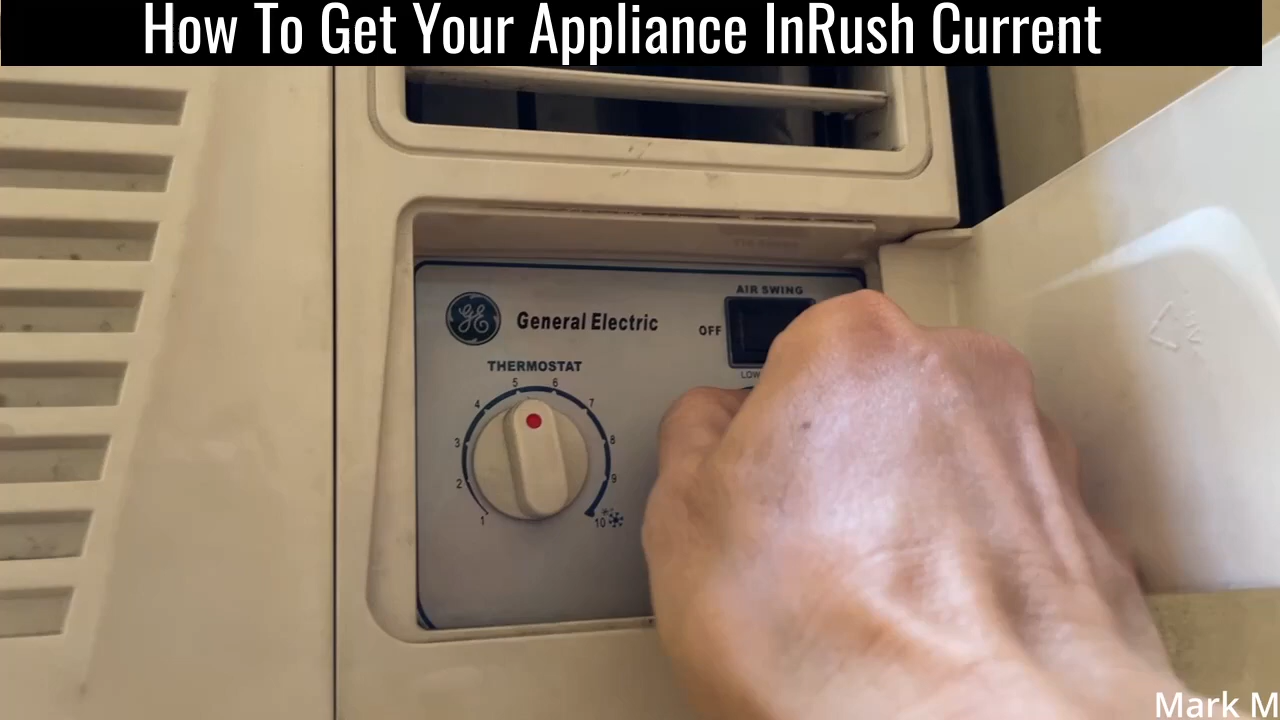 How To Get Your Appliance InRush Current
AIR SWING
General Electric
OFF
THERMOSTAT
LOW
5 6
4 7
3 8
2 9
1 10
Mark M